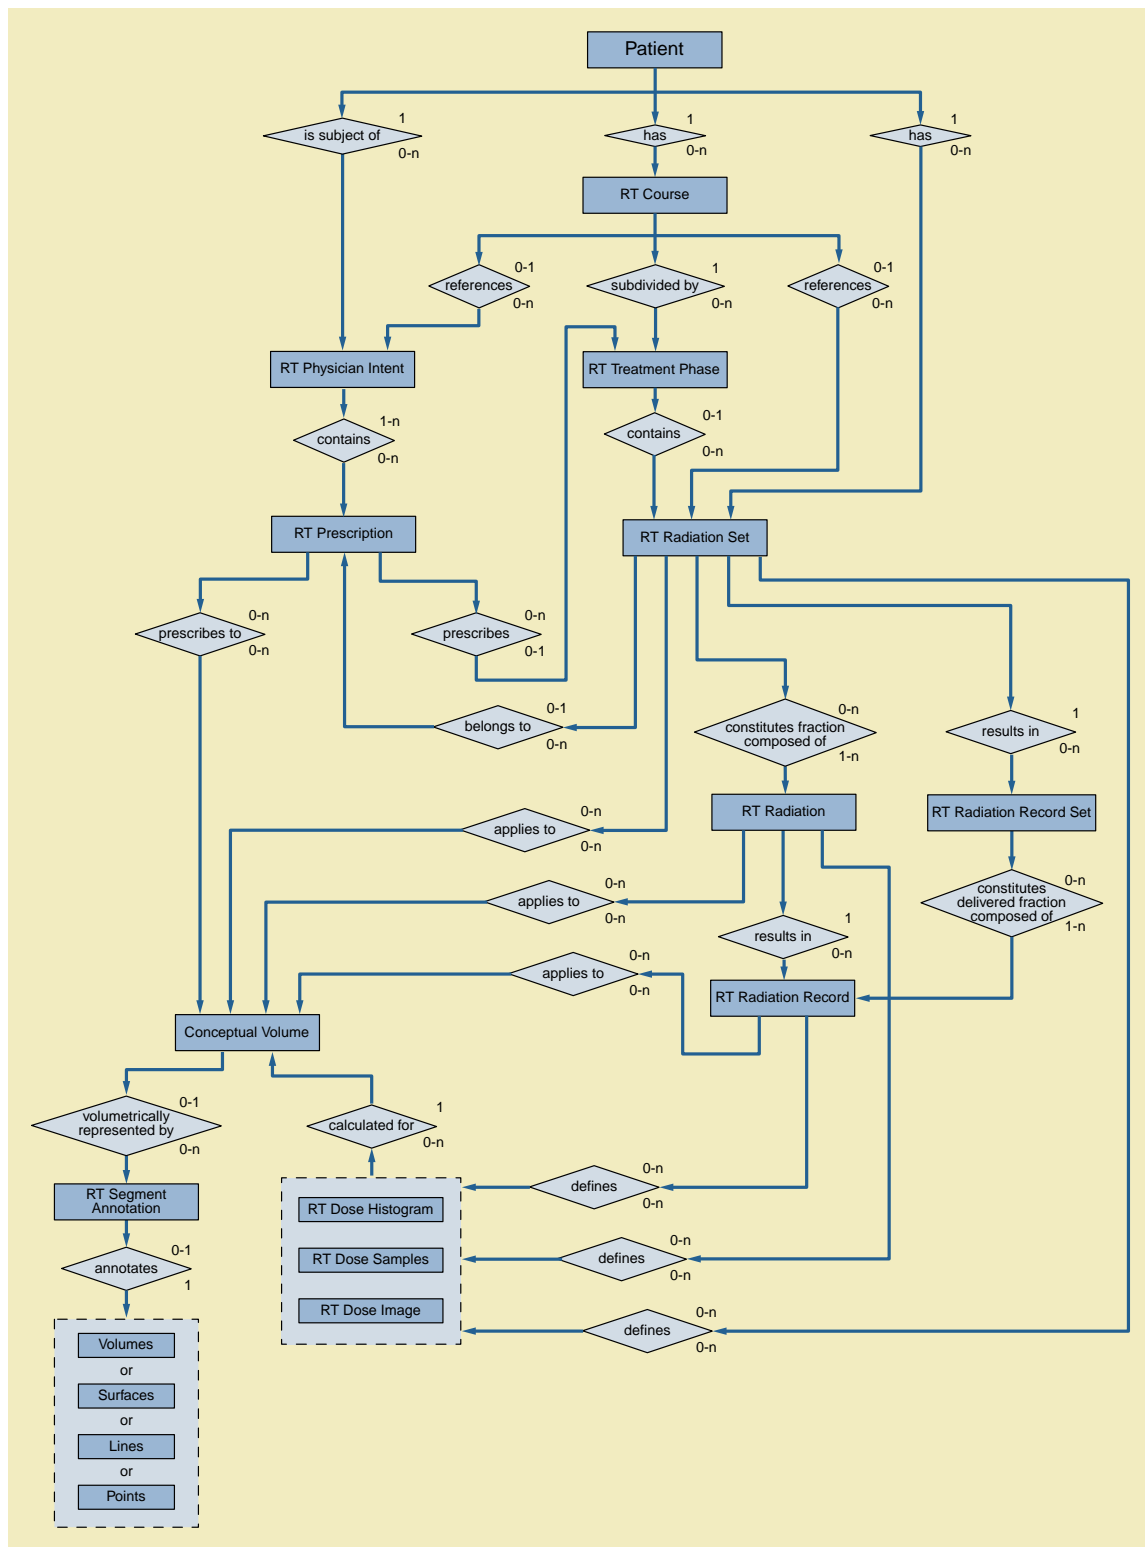 Patient
1
is subject of
0-n
1
has
0-n
1
has
0-n
RT Course
0-1
references
0-n
1
subdivided by
0-n
0-1
references
0-n
RT Physician Intent
RT Treatment Phase
1-n
contains
0-n
0-1
contains
0-n
RT Prescription
RT Radiation Set
0-n
prescribes to
0-n
0-n
prescribes
0-1
0-1
belongs to
0-n
0-n
constitutes fraction
composed of
1-n
1
results in
0-n
RT Radiation
RT Radiation Record Set
0-n
applies to
0-n
0-n
applies to
0-n
0-n
constitutes
delivered fraction
composed of
1-n
1
results in
0-n
0-n
applies to
0-n
RT Radiation Record
Conceptual Volume
0-1
volumetrically
represented by
0-n
1
calculated for
0-n
RT Segment
Annotation
0-n
defines
0-n
RT Dose Histogram
0-1
annotates
1
RT Dose Samples
0-n
defines
0-n
RT Dose Image
0-n
defines
0-n
Volumes
or
Surfaces
or
Lines
or
Points